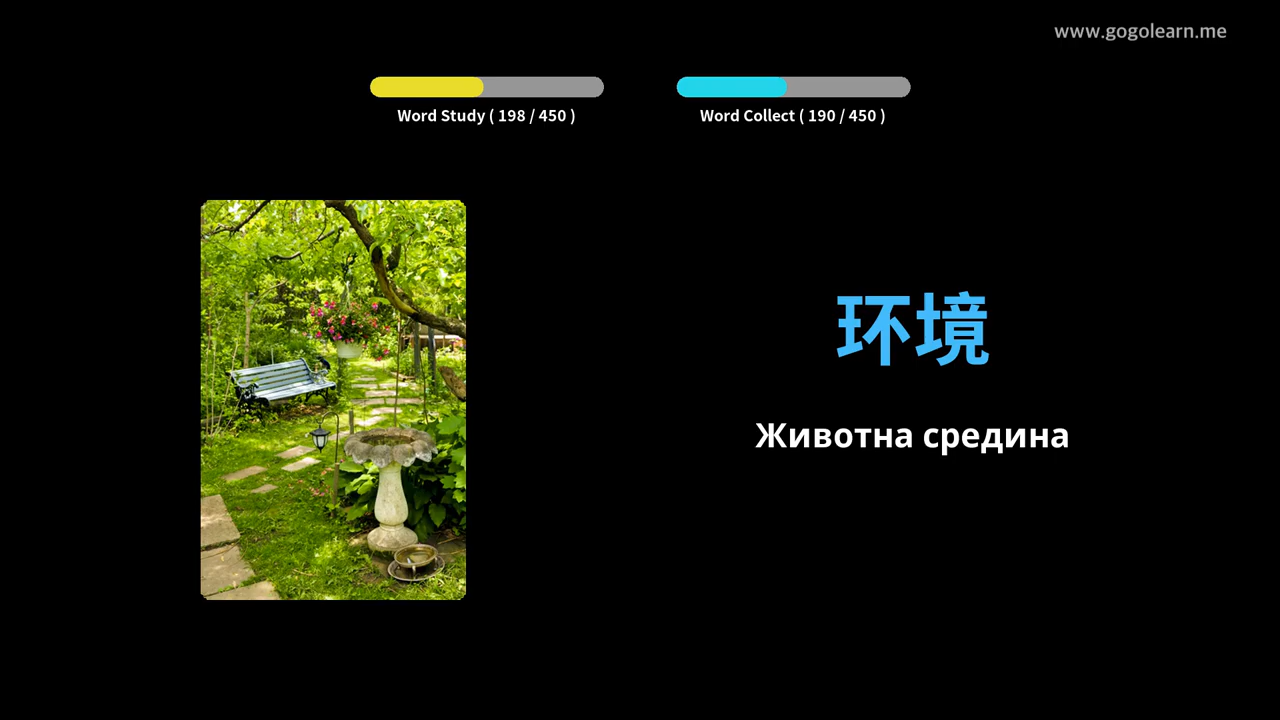 www.gogolearn.me
Word Study ( 198 / 450 )
Word Collect ( 190 / 450 )
环境
Животна средина